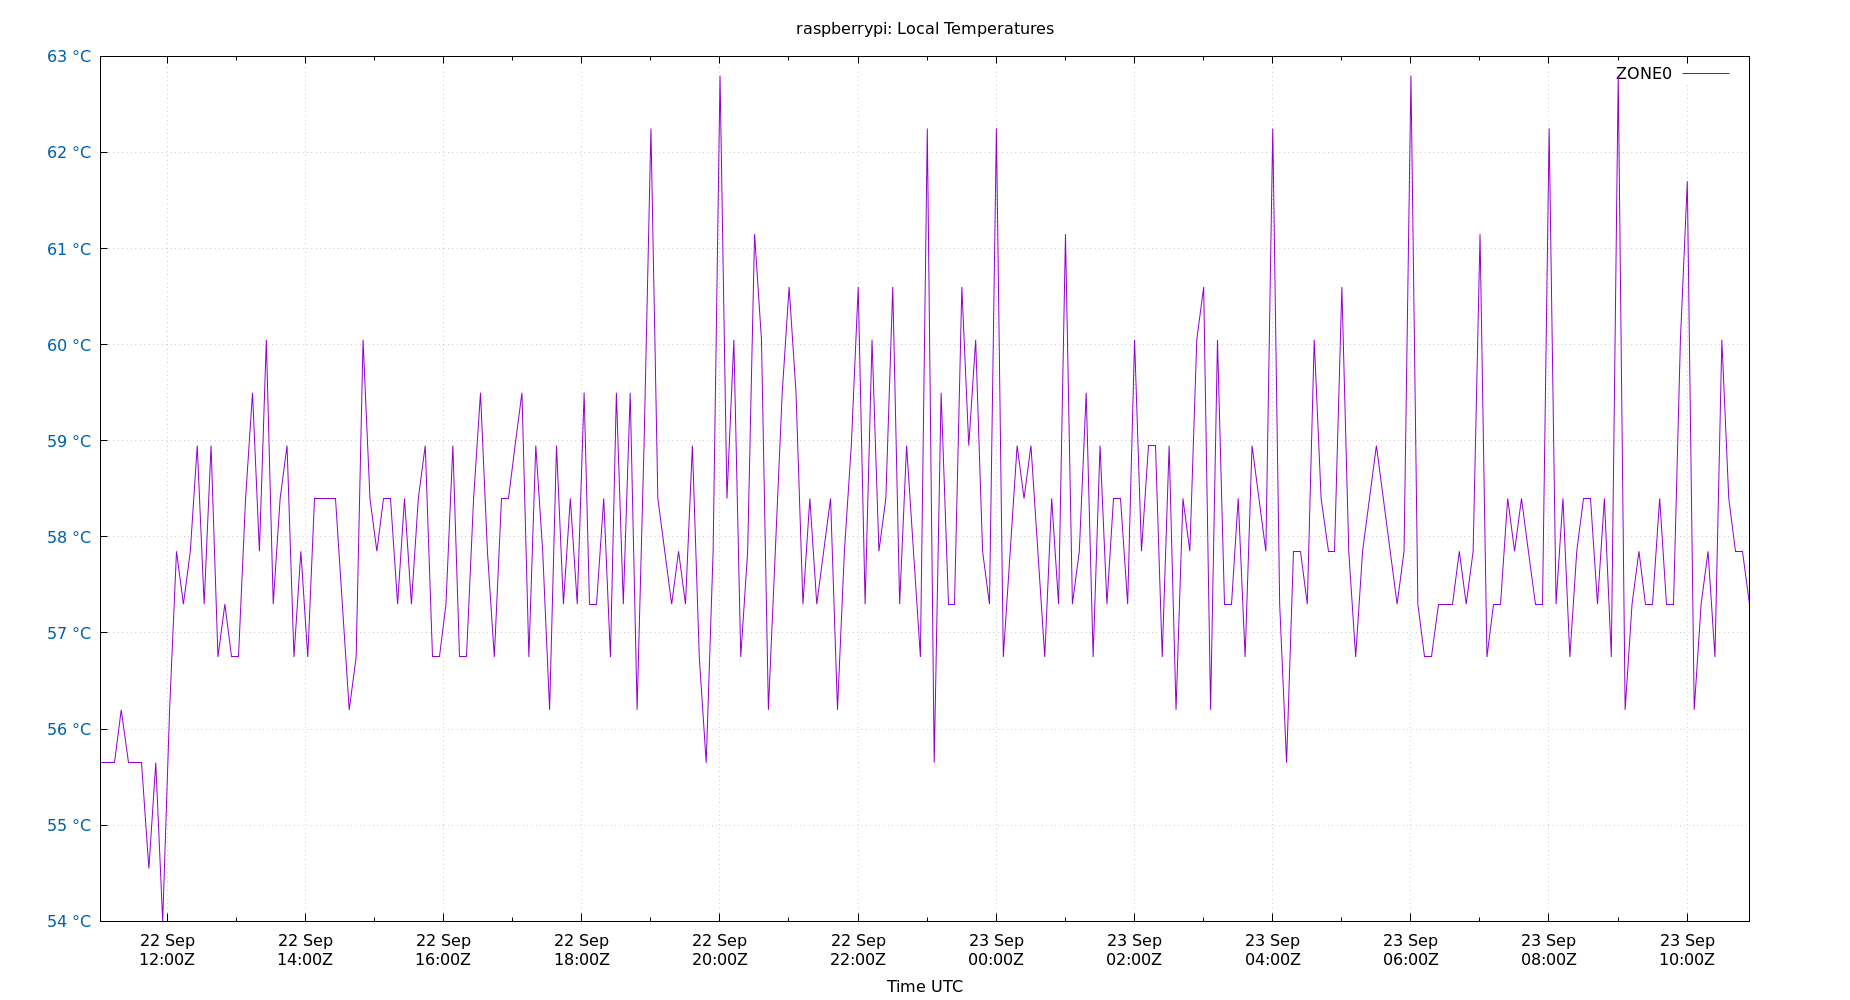 raspberrypi: Local Temperatures
63 °C
ZONE0
62 °C
61 °C
60 °C
59 °C
58 °C
57 °C
56 °C
55 °C
54 °C
22 Sep 22 Sep 22 Sep 22 Sep 22 Sep 22 Sep 23 Sep 23 Sep 23 Sep 23 Sep 23 Sep 23 Sep
12:00Z 14:00Z 16:00Z 18:00Z 20:00Z 22:00Z 00:00Z 02:00Z 04:00Z 06:00Z 08:00Z 10:00Z
Time UTC